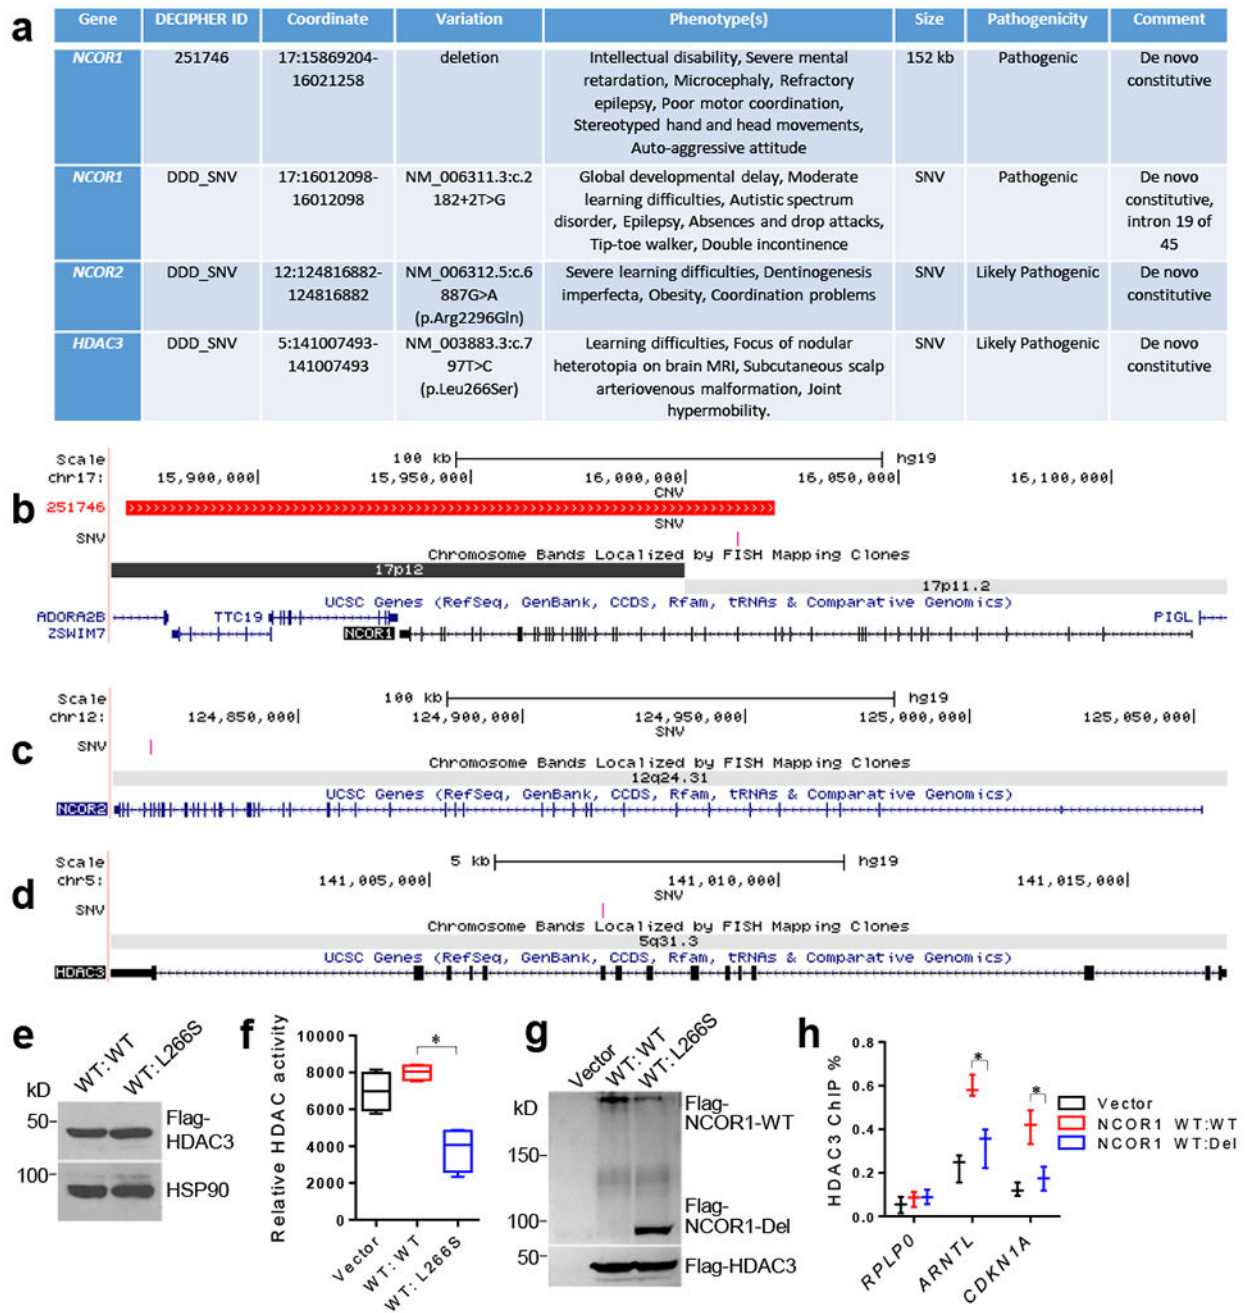 a
Gene DECIPHER ID Coordinate Variation Phenotype(s) Size Pathogenicity Comment
NCOR1 251746 17:15869204- deletion Intellectual disability, Severe mental 152 kb Pathogenic De novo
16021258 retardation, Microcephaly, Refractory constitutive
epilepsy, Poor motor coordination,
Stereotyped hand and head movements,
Auto-aggressive attitude
NCOR1 DDD_SNV 17:16012098- NM_006311.3:c.2 Global developmental delay, Moderate SNV Pathogenic De novo
16012098 182+2T>G learning difficulties, Autistic spectrum constitutive,
disorder, Epilepsy, Absences and drop attacks, intron 19 of
Tip-toe walker, Double incontinence 45
NCOR2 DDD_SNV 12:124816882- NM_006312.5:c.6 Severe learning difficulties, Dentinogenesis SNV Likely Pathogenic De novo
124816882 887G>A imperfecta, Obesity, Coordination problems constitutive
(p.Arg2296Gln)
HDAC3 DDD_SNV 5:141007493- NM_003883.3:c.7 Learning difficulties, Focus of nodular SNV Likely Pathogenic De novo
141007493 97T>C heterotopia on brain MRI, Subcutaneous scalp constitutive
(p.Leu266Ser) arteriovenous malformation, Joint
hypermobility.
b
Scale 100 kb hg19
chr17: 15,900,000 15,950,000 16,000,000 16,050,000 16,100,000
CNV
251746
SNV
SNV
Chromosome Bands Localized by FISH Mapping Clones
17p12
17p11.2
UCSC Genes (RefSeq, GenBank, CCDS, Rfam, tRNAs & Comparative Genomics)
ADORA2B TTC19 PIGL
ZSWIM7 NCOR1
c
Scale 100 kb hg19
chr12: 124,850,000 124,900,000 124,950,000 125,000,000 125,050,000
SNV
SNV
Chromosome Bands Localized by FISH Mapping Clones
12q24.31
UCSC Genes (RefSeq, GenBank, CCDS, Rfam, tRNAs & Comparative Genomics)
NCOR2
d
Scale 5 kb hg19
chr5: 141,005,000 141,010,000 141,015,000
SNV
SNV
Chromosome Bands Localized by FISH Mapping Clones
5q31.3
UCSC Genes (RefSeq, GenBank, CCDS, Rfam, tRNAs & Comparative Genomics)
HDAC3
e
WT:WT
WT:L266S
kD
50-
Flag-
HDAC3
100-
HSP90
f
Relative HDAC activity
10000
8000
6000
4000
2000
0
*
Vector
WT: WT
WT: L266S
g
Vector
WT: WT
WT: L266S
kD
Flag-
NCOR1-WT
150-
Flag-
NCOR1-Del
100-
50-
Flag-HDAC3
h
HDAC3 ChIP %
0.8
0.6
0.4
0.2
0.0
*
*
Vector
NCOR1 WT:WT
NCOR1 WT:Del
RPLP0
ARNTL
CDKN1A